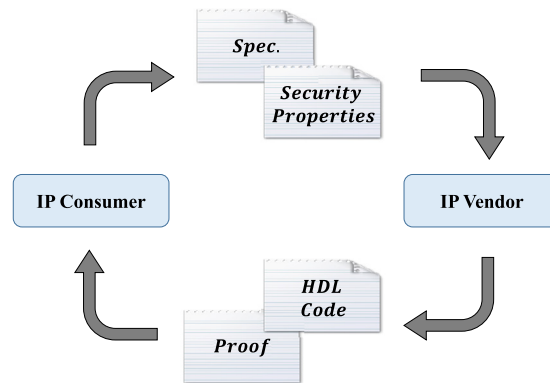 Spec.
Security
Properties
IP Consumer
IP Vendor
HDL
Code
Proof